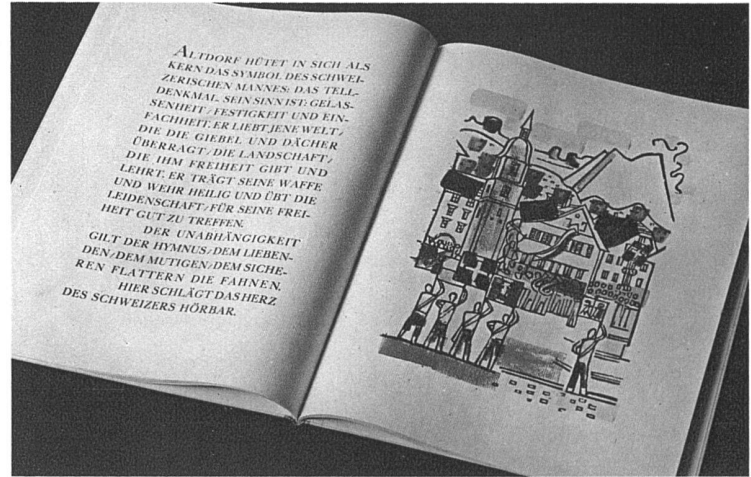 ALTDORF HÜTET IN SICH ALS
KERN DAS SYMBOL DES SCHWEI-
ZERISCHEN MANNES: DAS TELL-
DENKMAL. SEIN SINN IST: GELAS-
SENHEIT/FESTIGKEIT UND EIN-
FACHHEIT. ER LIEBT JENE WELT/
DIE DIE GIEBEL UND DÄCHER
ÜBERRAGT/DIE LANDSCHAFT/
DIE IHM FREIHEIT GIBT UND
LEHRT. ER TRÄGT SEINE WAFFE
UND WEHR HEILIG UND ÜBT DIE
LEIDENSCHAFT/FÜR SEINE FREI-
HEIT GUT ZU TREFFEN.
DER UNABHÄNGIGKEIT
GILT DER HYMNUS/DEM LIEBEN-
DEN/DEM MUTIGEN/DEM SICHE-
REN FLATTERN DIE FAHNEN.
HIER SCHLÄGT DAS HERZ
DES SCHWEIZERS HÖRBAR.